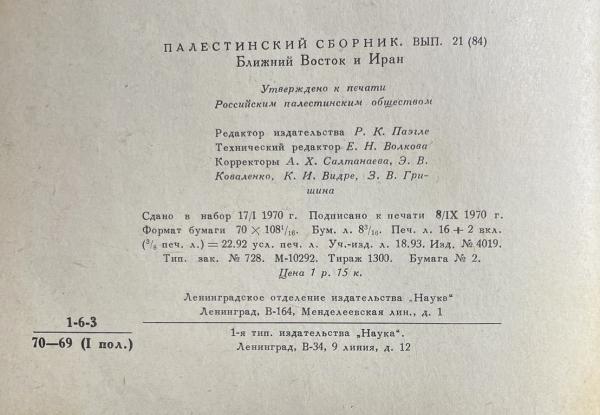 ПАЛЕСТИНСКИЙ СБОРНИК. ВЫП. 21 (84)
Ближний Восток и Иран
Утверждено к печати
Российским палестинским обществом
Редактор издательства Р. К. Паэгле
Технический редактор Е. Н. Волкова
Корректоры А. Х. Салтанаева, Э. В.
Коваленко, К. И. Видре, З. В. Гри-
шина
Сдано в набор 17/I 1970 г. Подписано к печати 8/IX 1970 г.
Формат бумаги 70 × 108¹/₁₆. Бум. л. 8³/₁₆. Печ. л. 16 + 2 вкл.
(³/₈ печ. л.) = 22.92 усл. печ. л. Уч.-изд. л. 18.93. Изд. № 4019.
Тип. зак. № 728. М-10292. Тираж 1300. Бумага № 2.
Цена 1 р. 15 к.
Ленинградское отделение издательства „Наука“
Ленинград, В-164, Менделеевская лин., д. 1
1-6-3
70—69 (I пол.)
1-я тип. издательства „Наука“.
Ленинград, В-34, 9 линия, д. 12